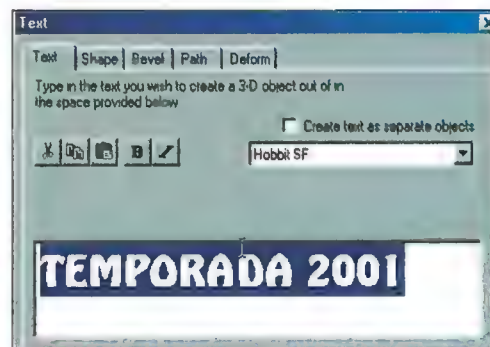 Text
Text Shape Bevel Path Deform
Type in the text you wish to create a 3-D object out of in
the space provided below
Create text as separate objects
B I
Hobbit SF
TEMPORADA 2001